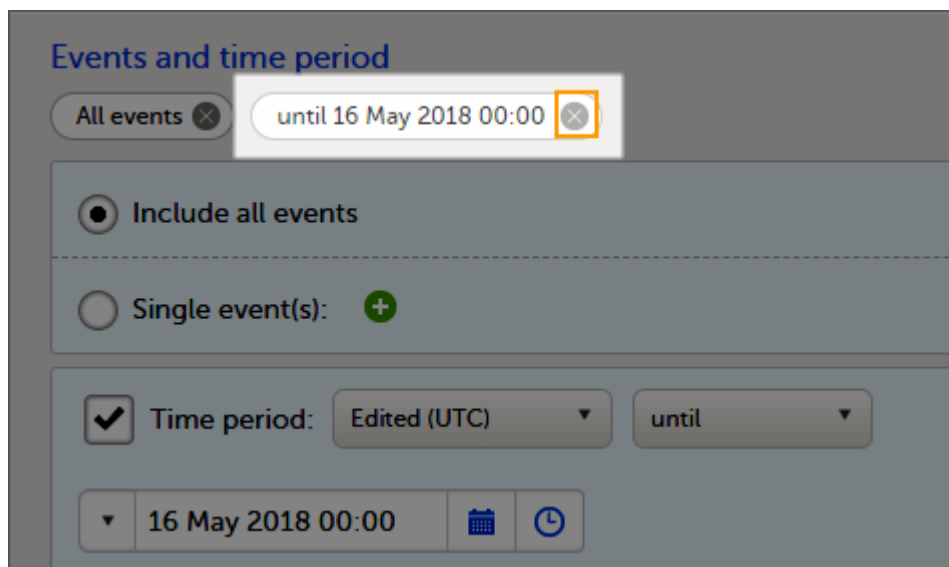 Events and time period
All events until 16 May 2018 00:00
Include all events
Single event(s):
Time period: Edited (UTC) until
16 May 2018 00:00